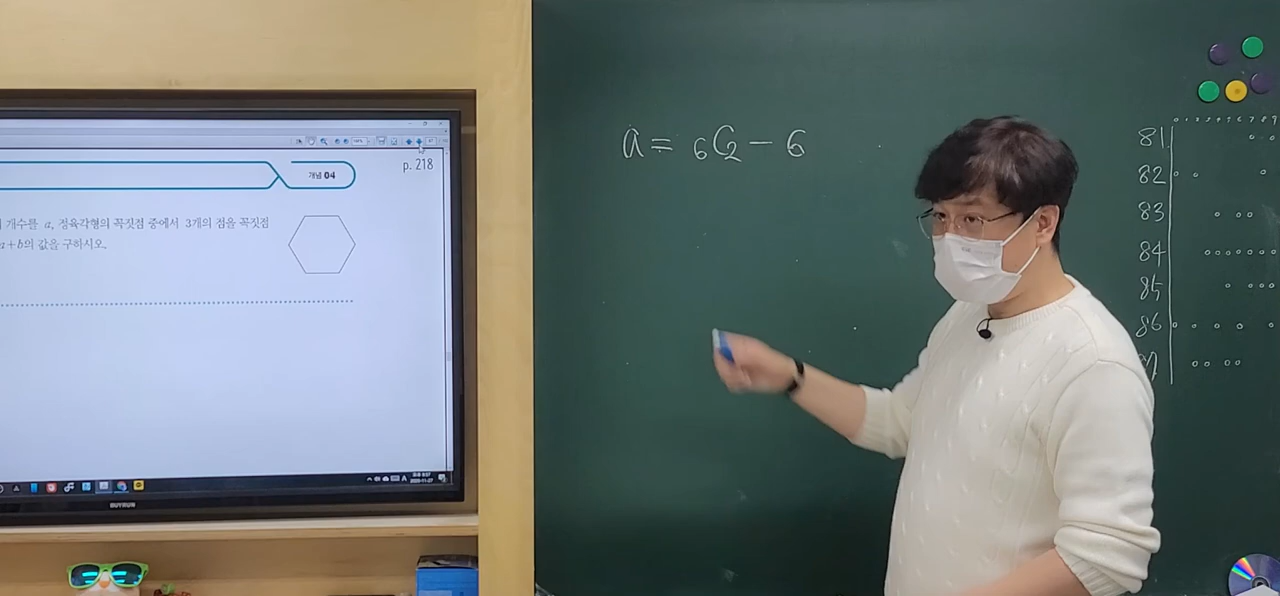 개념 04
p. 218
개수를 a, 정육각형의 꼭짓점 중에서 3개의 점을 꼭짓점
a+b의 값을 구하시오.
a = ₆C₂ - 6
81
82
83
84
85
86
87